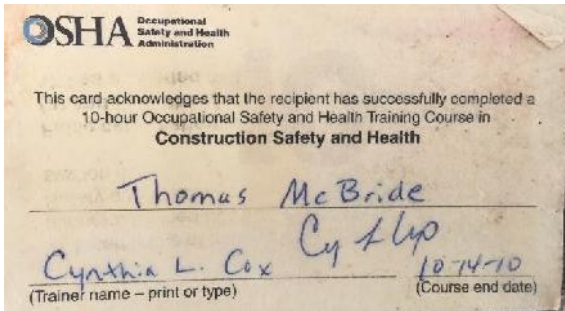 OSHA
Occupational
Safety and Health
Administration
This card acknowledges that the recipient has successfully completed a
10-hour Occupational Safety and Health Training Course in
Construction Safety and Health
Thomas McBride
Cynthia L. Cox
10-14-10
(Trainer name – print or type)
(Course end date)